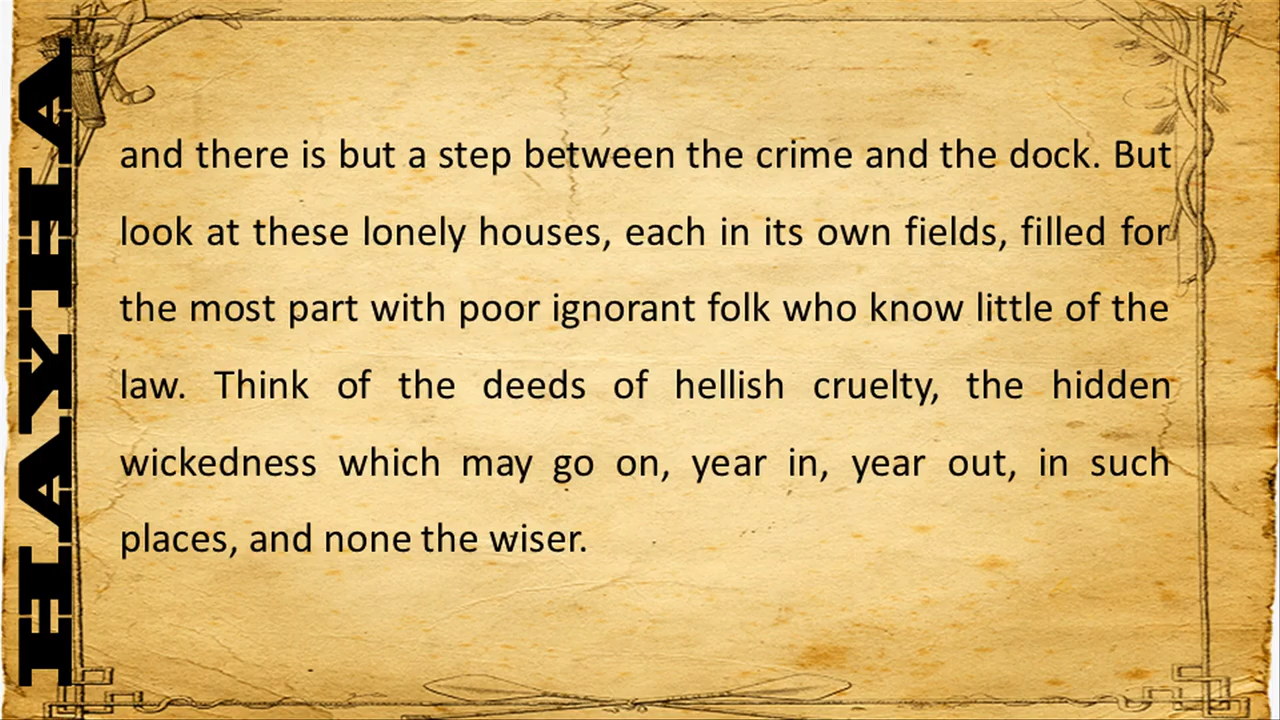 HAYHA
and there is but a step between the crime and the dock. But
look at these lonely houses, each in its own fields, filled for
the most part with poor ignorant folk who know little of the
law. Think of the deeds of hellish cruelty, the hidden
wickedness which may go on, year in, year out, in such
places, and none the wiser.